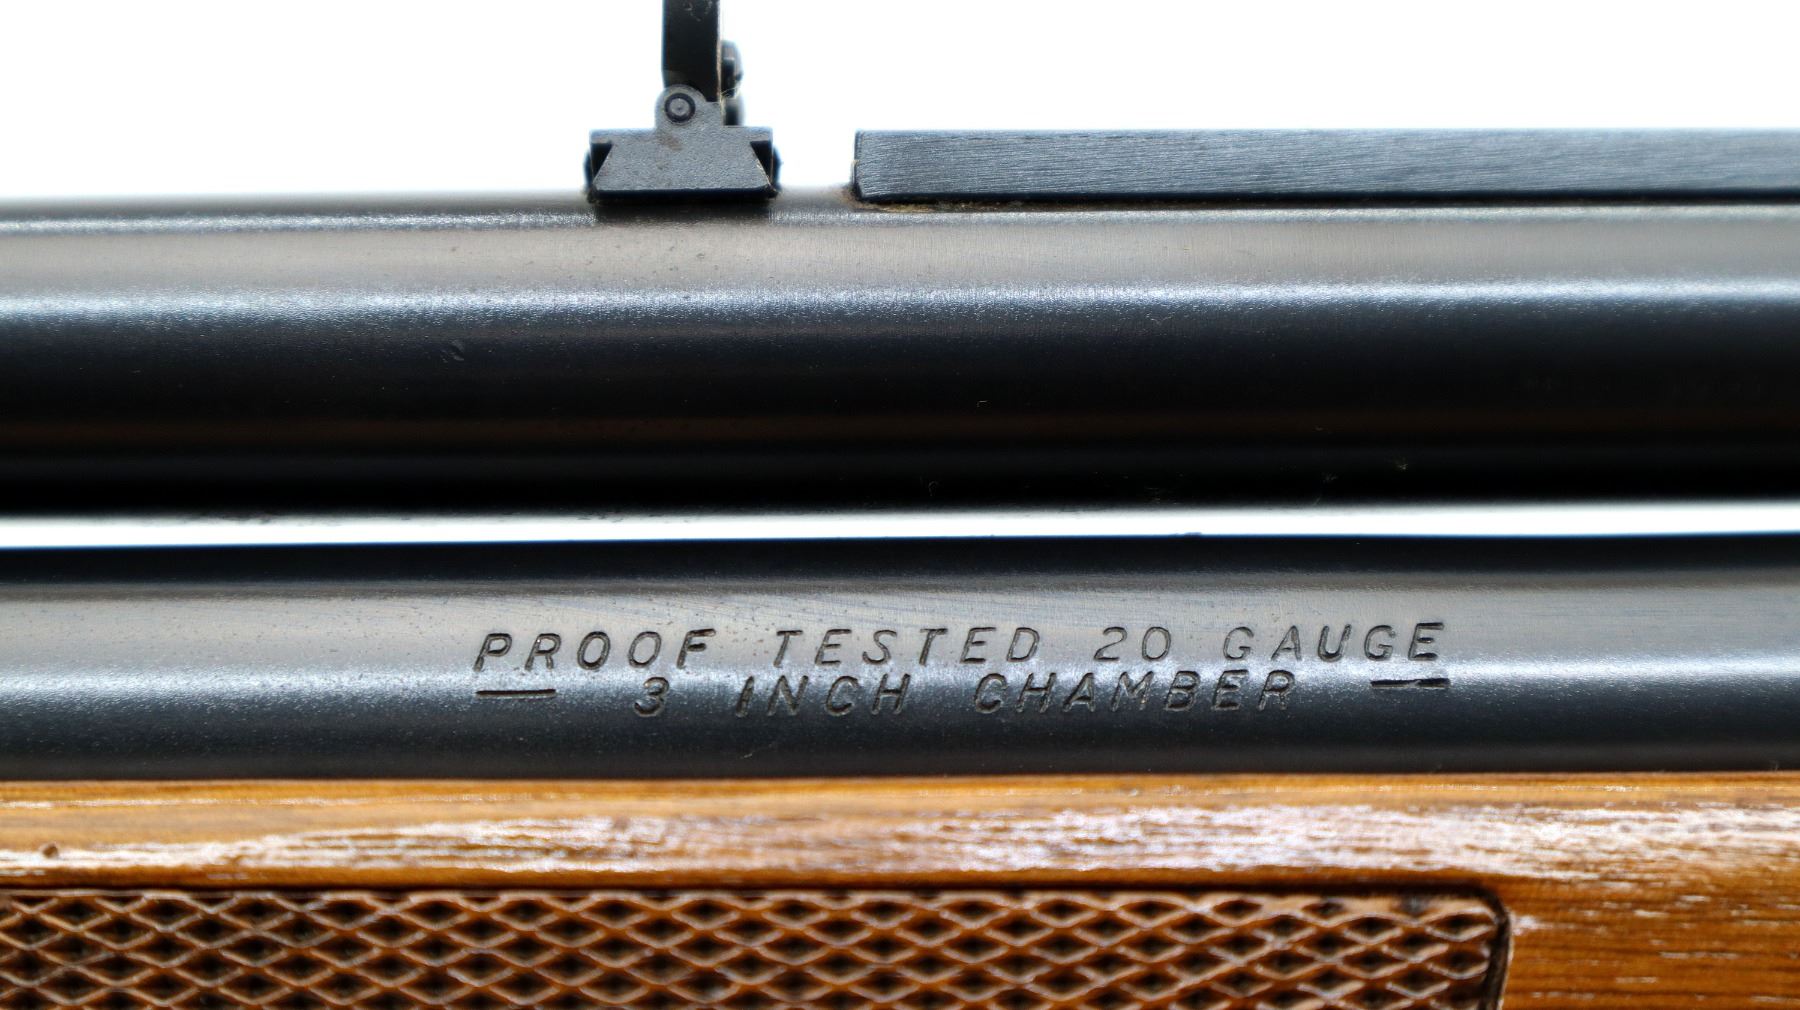 PROOF TESTED 20 GAUGE
— 3 INCH CHAMBER —